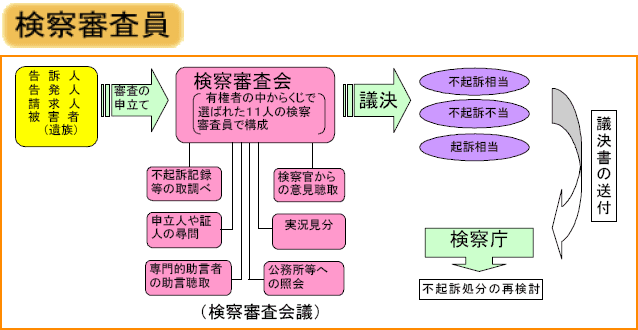 検察審査員
告訴人
告発人
請求人
被害者
(遺族)
審査の
申立て
検察審査会
有権者の中からくじで
選ばれた11人の検察
審査員で構成
議決
不起訴相当
不起訴不当
起訴相当
議決書の送付
不起訴記録
等の取調べ
検察官から
の意見聴取
申立人や証
人の尋問
実況見分
専門的助言者
の助言聴取
公務所等へ
の照会
(検察審査会議)
検察庁
不起訴処分の再検討